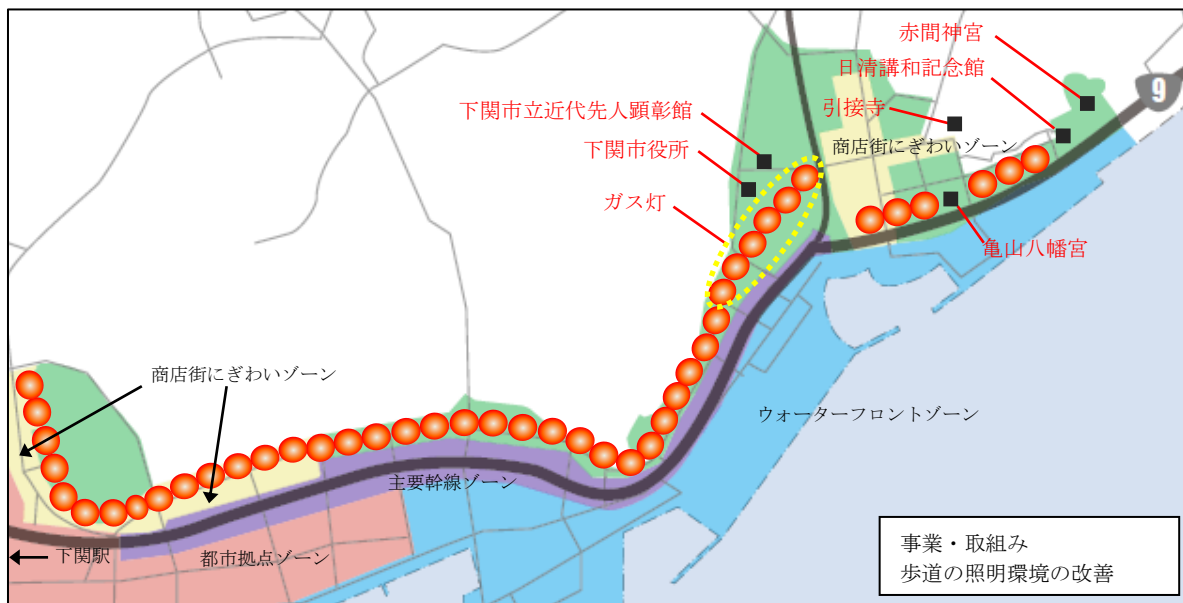 赤間神宮
日清講和記念館
引接寺
9
下関市立近代先人顕彰館
商店街にぎわいゾーン
下関市役所
ガス灯
亀山八幡宮
商店街にぎわいゾーン
ウォーターフロントゾーン
主要幹線ゾーン
下関駅
都市拠点ゾーン
事業・取組み
歩道の照明環境の改善